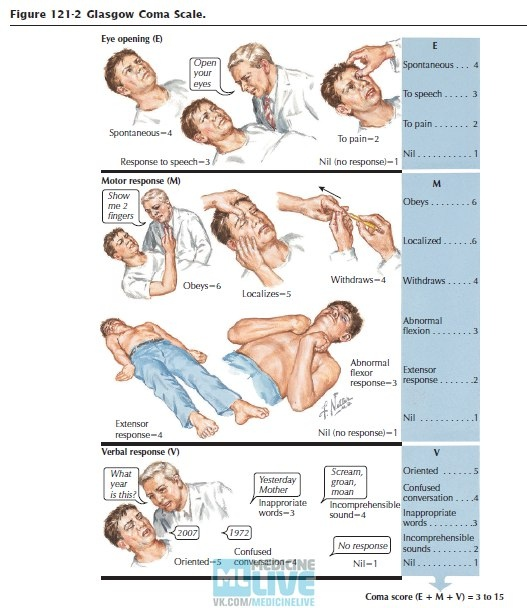 Figure 121-2 Glasgow Coma Scale.
Eye opening (E)
Open
your
eyes
Spontaneous=4
Response to speech=3
To pain=2
Nil (no response)=1
E
Spontaneous . . . 4
To speech . . . . . 3
To pain . . . . . . . 2
Nil . . . . . . . . . . 1
Motor response (M)
Show
me 2
fingers
Obeys=6
Localizes=5
Withdraws=4
Extensor
response=4
Abnormal
flexor
response=3
F. Netter
M.D.
Nil (no response)=1
M
Obeys . . . . . . . . 6
Localized . . . . . .6
Withdraws . . . . . 4
Abnormal
flexion . . . . . . . . 3
Extensor
response . . . . . . .2
Nil . . . . . . . . . . .1
Verbal response (V)
What
year
is this?
2007
Oriented=5
1972
Confused
conversation=4
Yesterday
Mother
Inappropriate
words=3
Scream,
groan,
moan
Incomprehensible
sound=4
No response
Nil=1
V
Oriented . . . . . . 5
Confused
conversation . . . .4
Inappropriate
words . . . . . . . . .3
Incomprehensible
sounds . . . . . . . . 2
Nil . . . . . . . . . . . 1
Coma score (E + M + V) = 3 to 15
ML MEDICINE
LIVE
VK.COM/MEDICINELIVE